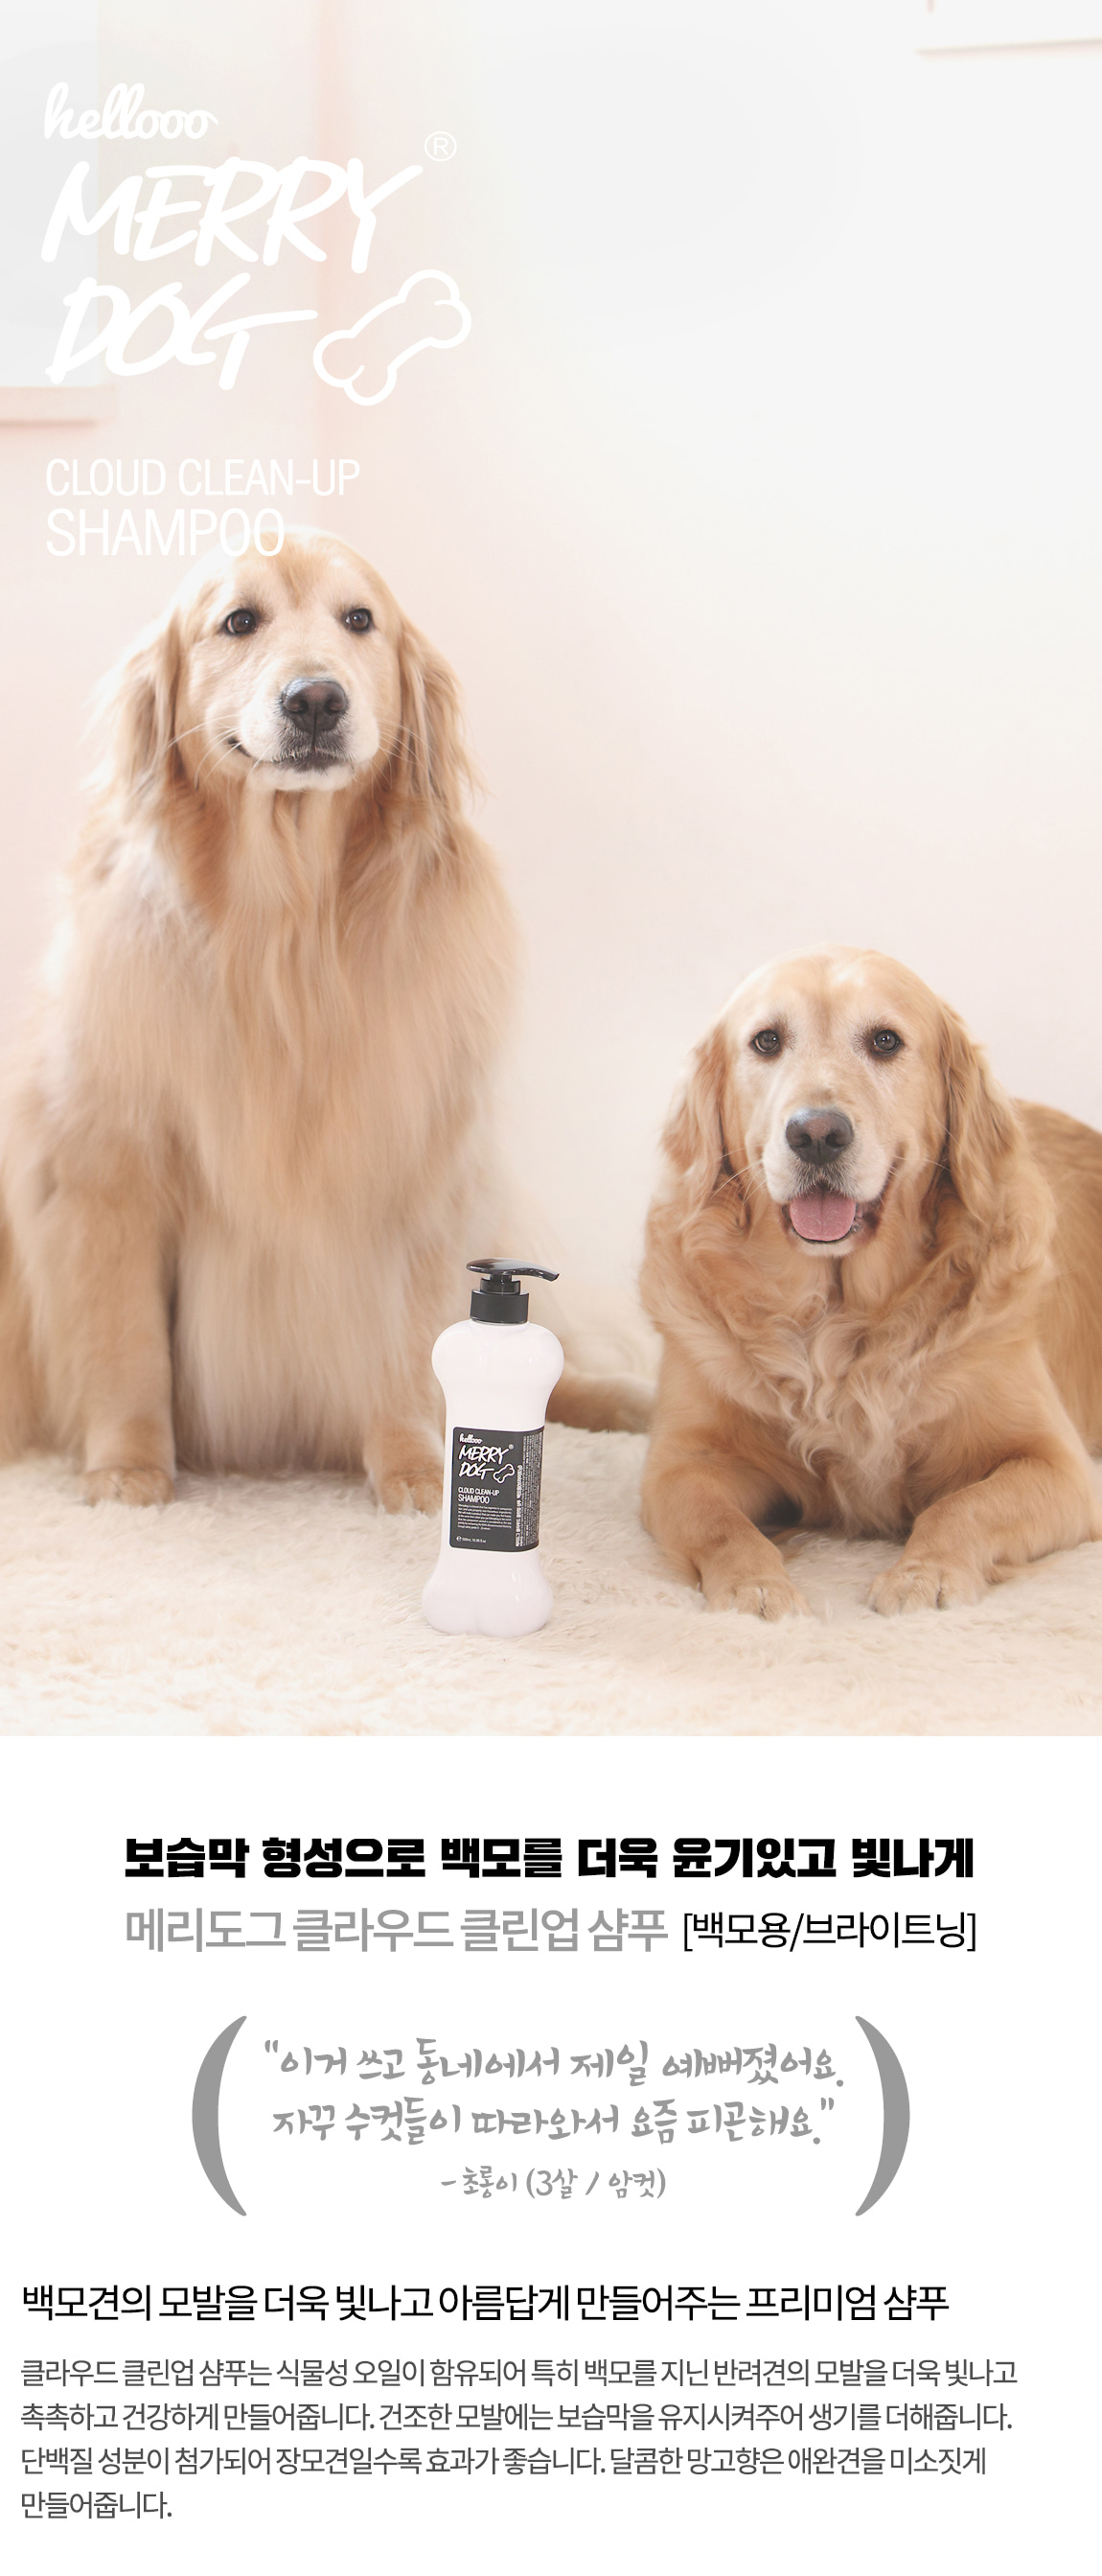 hellooo
MERRY®
DOG
CLOUD CLEAN-UP
SHAMPOO
hellooo
MERRY®
DOG
CLOUD CLEAN-UP
SHAMPOO
보습막 형성으로 백모를 더욱 윤기있고 빛나게
메리도그 클라우드 클린업 샴푸 [백모용/브라이트닝]
"이거 쓰고 동네에서 제일 예뻐졌어요.
자꾸 수컷들이 따라와서 요즘 피곤해요."
- 초롱이 (3살 / 암컷)
백모견의 모발을 더욱 빛나고 아름답게 만들어주는 프리미엄 샴푸
클라우드 클린업 샴푸는 식물성 오일이 함유되어 특히 백모를 지닌 반려견의 모발을 더욱 빛나고
촉촉하고 건강하게 만들어줍니다. 건조한 모발에는 보습막을 유지시켜주어 생기를 더해줍니다.
단백질 성분이 첨가되어 장모견일수록 효과가 좋습니다. 달콤한 망고향은 애완견을 미소짓게
만들어줍니다.